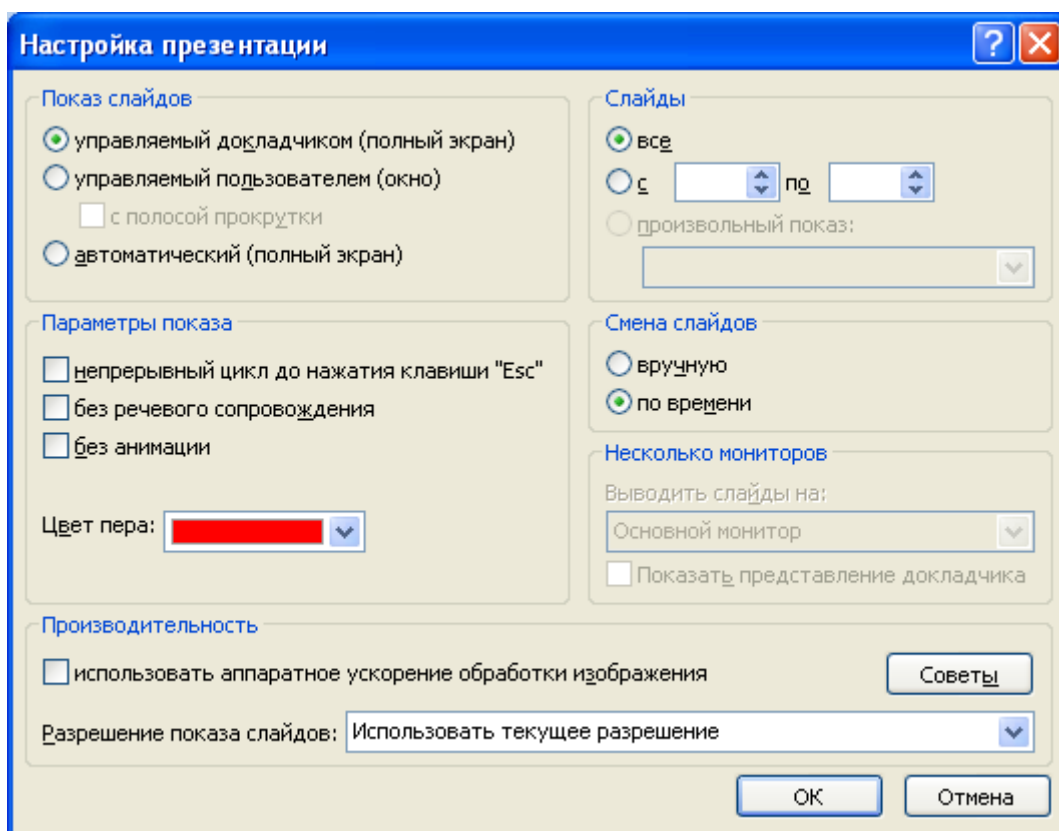 Настройка презентации
Показ слайдов
управляемый докладчиком (полный экран)
управляемый пользователем (окно)
с полосой прокрутки
автоматический (полный экран)
Слайды
все
с по
произвольный показ:
Параметры показа
непрерывный цикл до нажатия клавиши "Esc"
без речевого сопровождения
без анимации
Цвет пера:
Смена слайдов
вручную
по времени
Несколько мониторов
Выводить слайды на:
Основной монитор
Показать представление докладчика
Производительность
использовать аппаратное ускорение обработки изображения
Советы
Разрешение показа слайдов: Использовать текущее разрешение
ОК Отмена